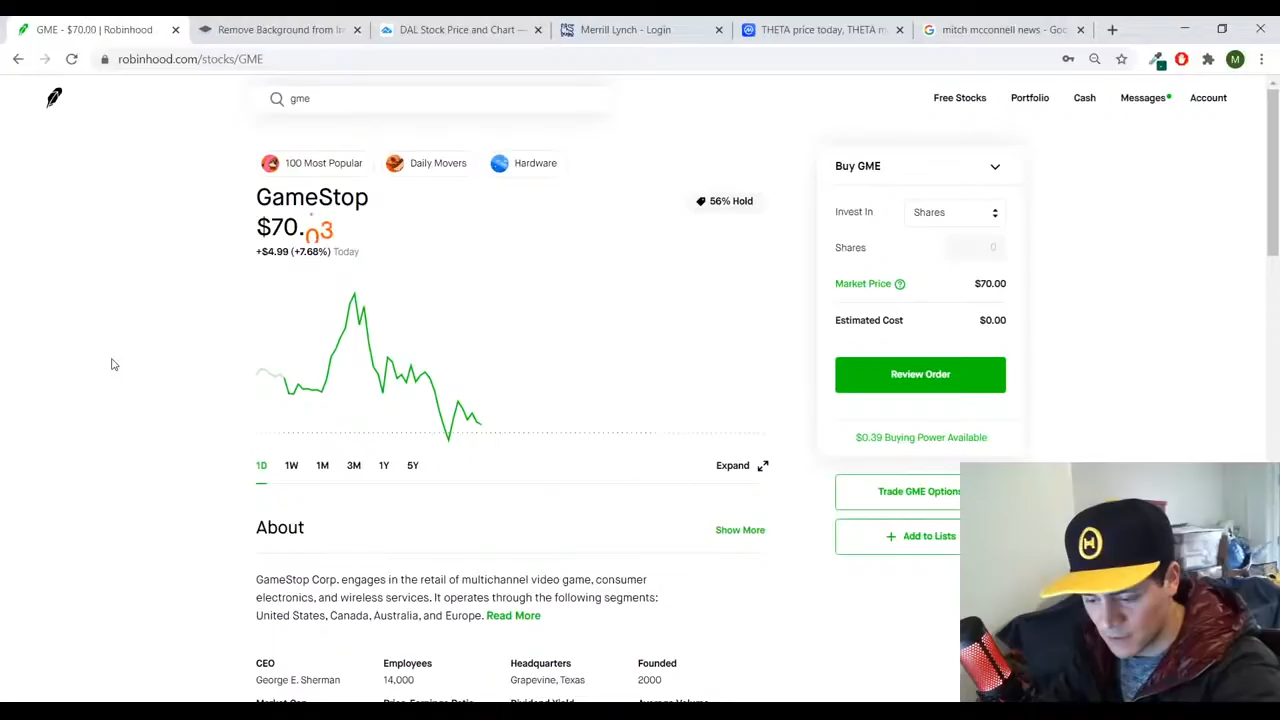 GME - $70.00 | Robinhood
Remove Background from Im
DAL Stock Price and Chart —
Merrill Lynch - Login
THETA price today, THETA m
mitch mcconnell news - Goo
robinhood.com/stocks/GME
M
gme
Free Stocks
Portfolio
Cash
Messages
Account
100 Most Popular
Daily Movers
Hardware
GameStop
56% Hold
$70.03
+$4.99 (+7.68%) Today
Buy GME
Invest In
Shares
Shares
0
Market Price
$70.00
Estimated Cost
$0.00
Review Order
$0.39 Buying Power Available
1D
1W
1M
3M
1Y
5Y
Expand
Trade GME Options
Add to Lists
About
Show More
GameStop Corp. engages in the retail of multichannel video game, consumer
electronics, and wireless services. It operates through the following segments:
United States, Canada, Australia, and Europe. Read More
CEO
Employees
Headquarters
Founded
George E. Sherman
14,000
Grapevine, Texas
2000